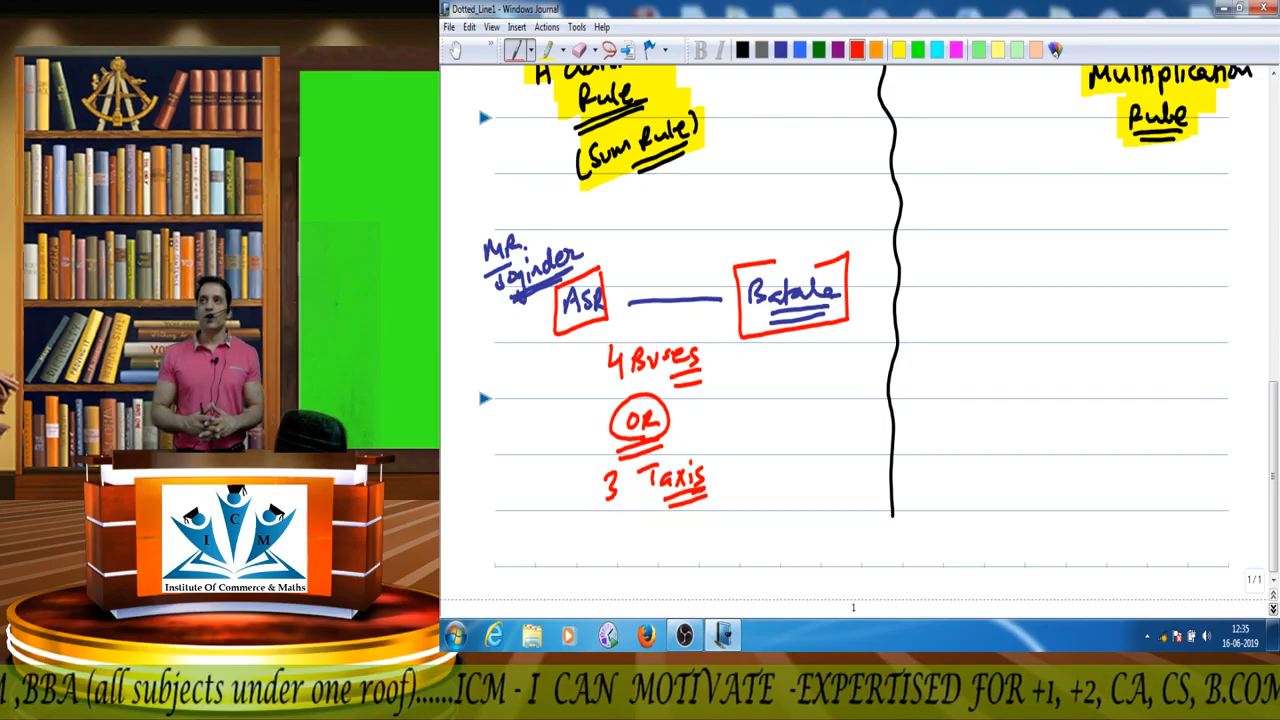 Dotted_Line1 - Windows Journal
File Edit View Insert Actions Tools Help
B I
Rule
(Sum Rule)
Multiplication
Rule
MR.
Joginder
ASR
Batala
4 Buses
OR
3 Taxis
1/1
1
12:35
16-06-2019
I C M
Institute Of Commerce & Maths
M ,BBA (all subjects under one roof)......ICM - I CAN MOTIVATE -EXPERTISED FOR +1, +2, CA, CS, B.COM